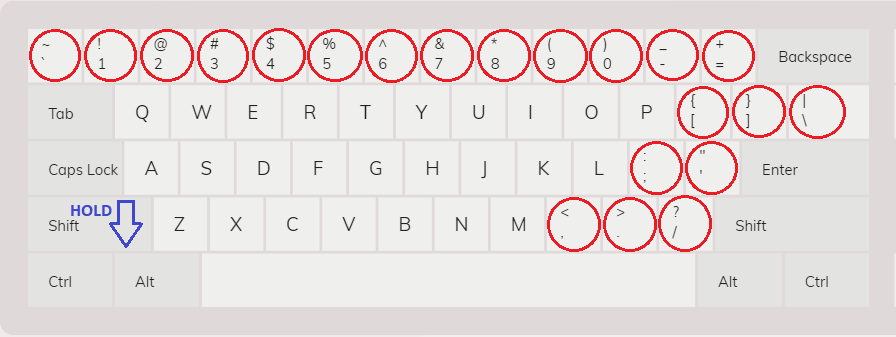 ~ ! @ # $ % ^ & * ( ) _ +
` 1 2 3 4 5 6 7 8 9 0 - = Backspace
Tab Q W E R T Y U I O P { } |
[ ] \
Caps Lock A S D F G H J K L : " Enter
; '
HOLD
Shift Z X C V B N M < > ? Shift
, . /
Ctrl Alt Alt Ctrl